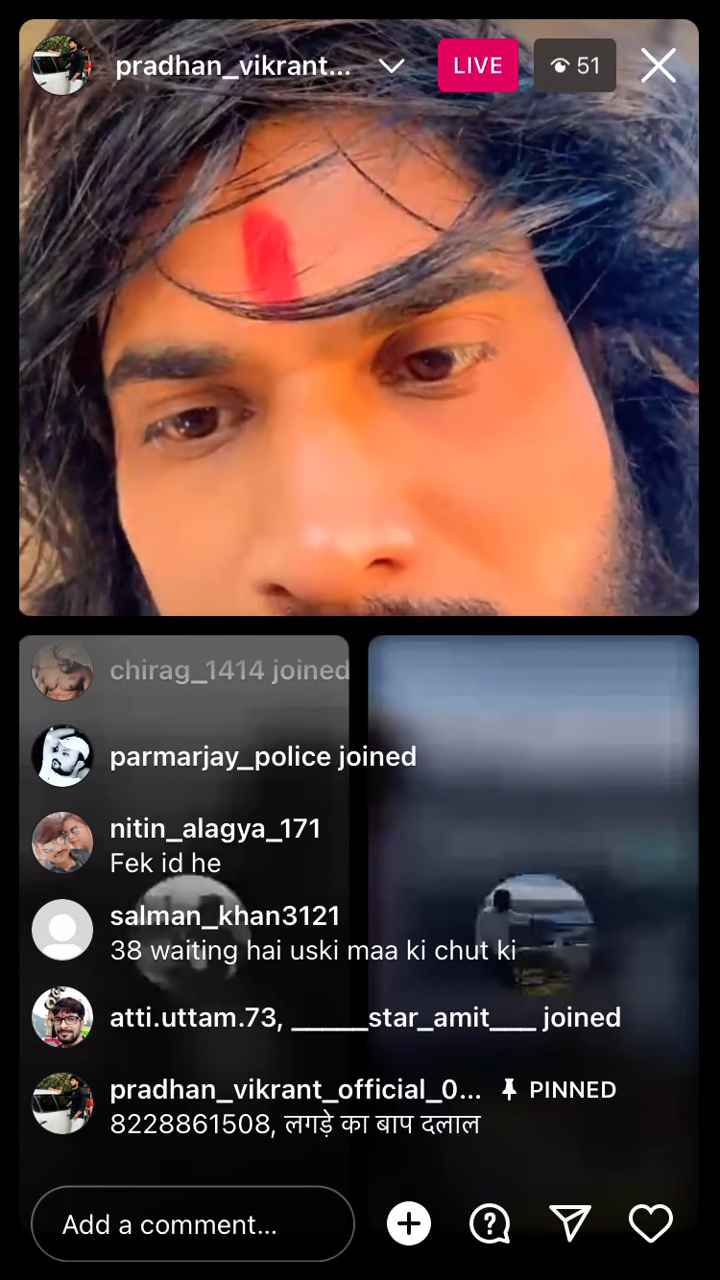 pradhan_vikrant... LIVE 51
chirag_1414 joined
parmarjay_police joined
nitin_alagya_171
Fek id he
salman_khan3121
38 waiting hai uski maa ki chut ki
atti.uttam.73, ______star_amit____ joined
pradhan_vikrant_official_0... PINNED
8228861508, लगड़े का बाप दलाल
Add a comment...